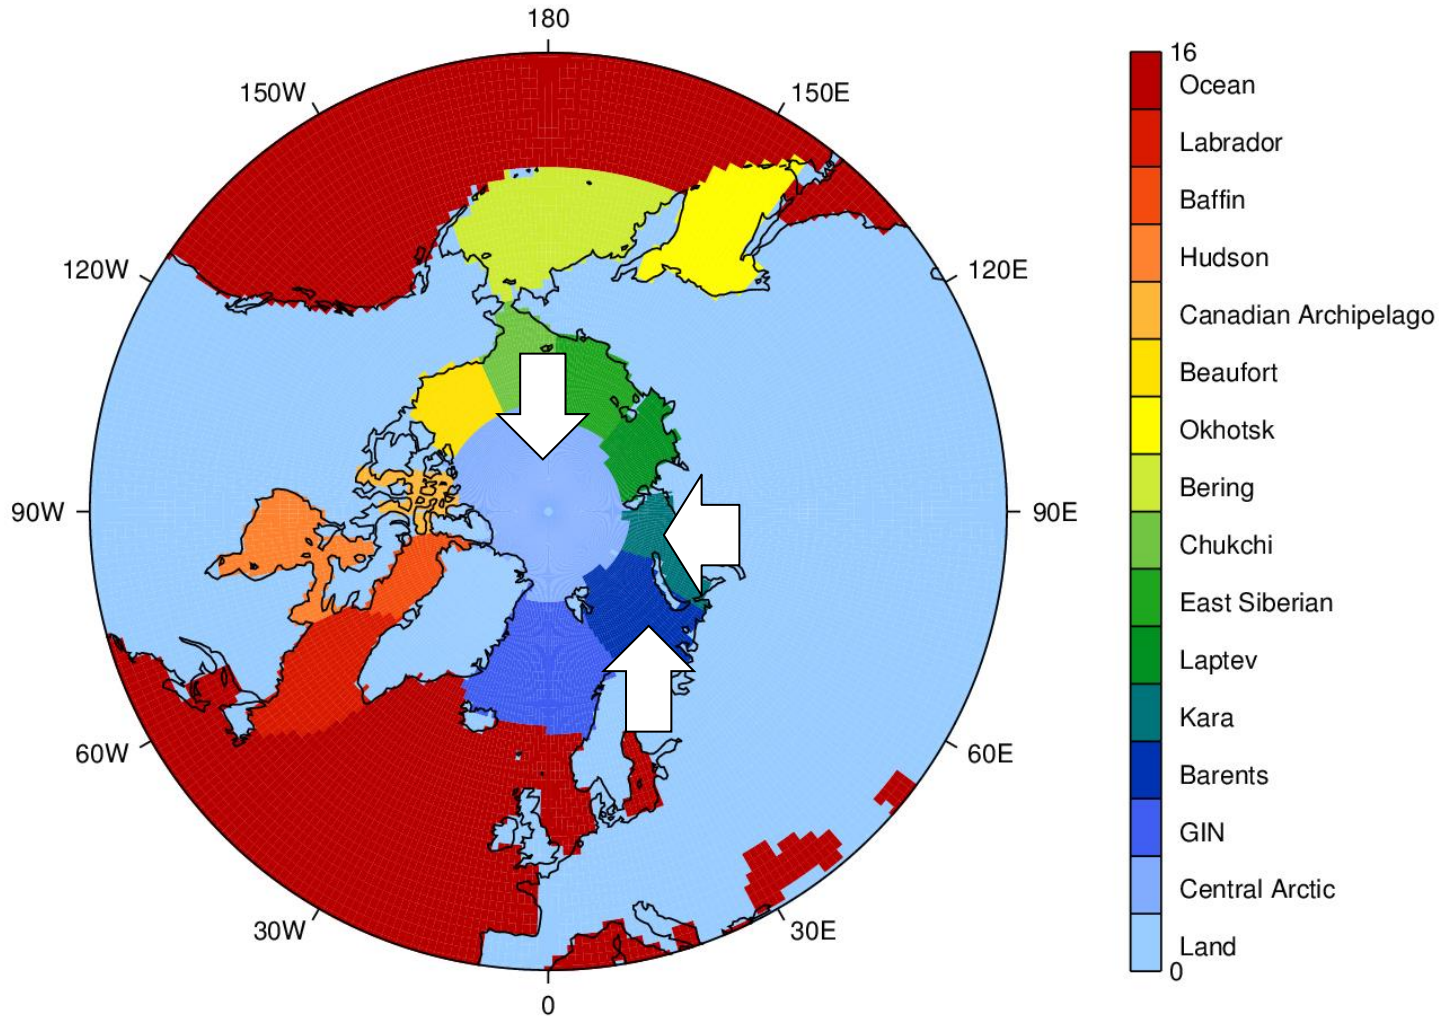 180
150W
150E
120W
120E
90W
90E
60W
60E
30W
30E
0
16
Ocean
Labrador
Baffin
Hudson
Canadian Archipelago
Beaufort
Okhotsk
Bering
Chukchi
East Siberian
Laptev
Kara
Barents
GIN
Central Arctic
Land
0